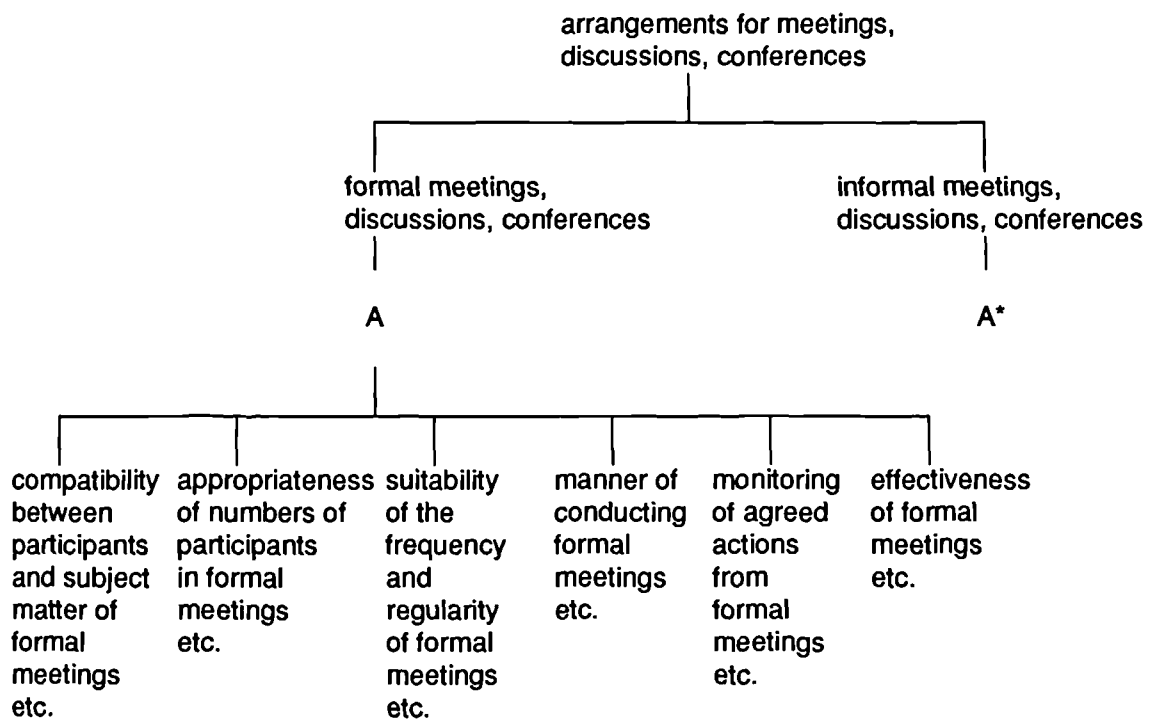 arrangements for meetings,
discussions, conferences
formal meetings,
discussions, conferences
informal meetings,
discussions, conferences
A
A*
compatibility
between
participants
and subject
matter of
formal
meetings
etc.
appropriateness
of numbers of
participants
in formal
meetings
etc.
suitability
of the
frequency
and
regularity
of formal
meetings
etc.
manner of
conducting
formal
meetings
etc.
monitoring
of agreed
actions
from
formal
meetings
etc.
effectiveness
of formal
meetings
etc.